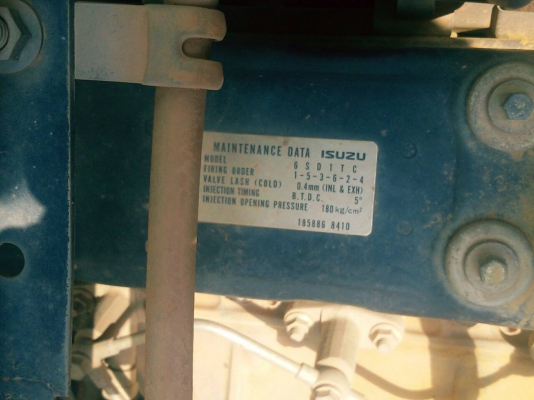 MAINTENANCE DATA ISUZU
MODEL 6SD1TC
FIRING ORDER 1-5-3-6-2-4
VALVE LASH (COLD) 0.4mm (INL & EXH)
INJECTION TIMING B.T.D.C. 5°
INJECTION OPENING PRESSURE 180kg/cm²
185886 8410